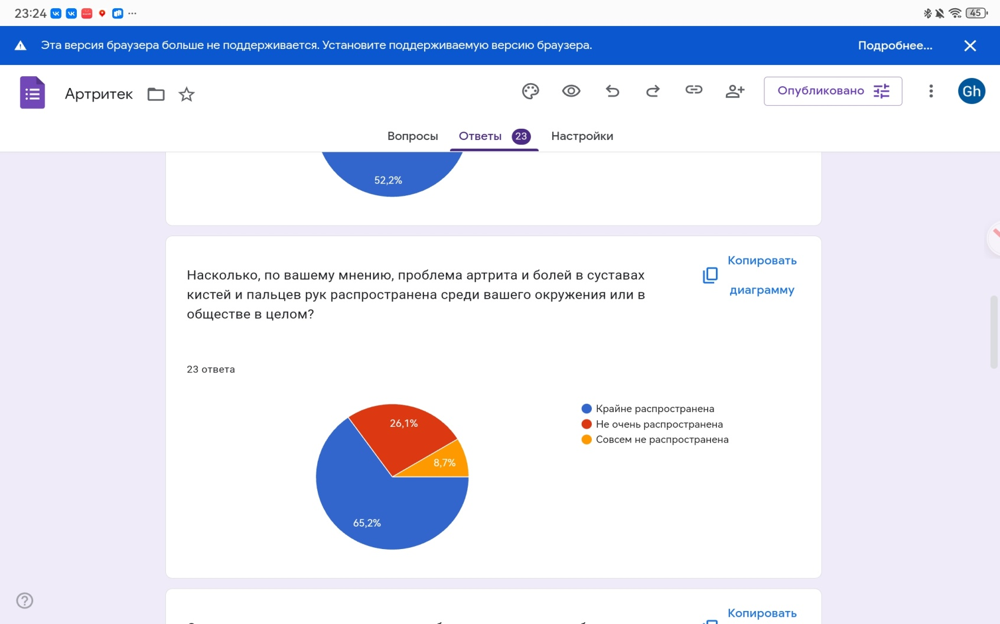 23:24
45
Эта версия браузера больше не поддерживается. Установите поддерживаемую версию браузера.
Подробнее...
Артритек
Опубликовано
Gh
Вопросы
Ответы 23
Настройки
52,2%
Насколько, по вашему мнению, проблема артрита и болей в суставах
кистей и пальцев рук распространена среди вашего окружения или в
обществе в целом?
Копировать
диаграмму
23 ответа
26,1%
8,7%
65,2%
Крайне распространена
Не очень распространена
Совсем не распространена
Копировать